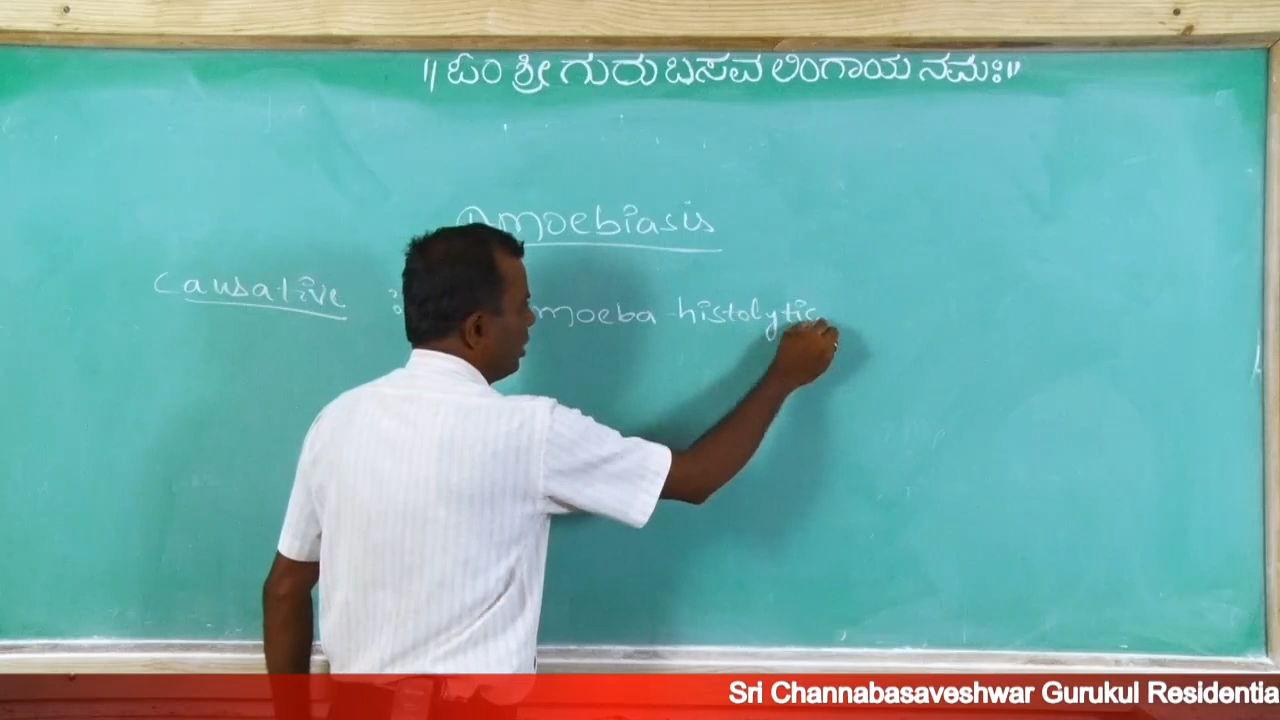 ॥ ಓಂ ಶ್ರೀ ಗುರು ಬಸವ ಲಿಂಗಾಯ ನಮಃ॥
Amoebiasis
Causative : moeba histolytic
Sri Channabasaveshwar Gurukul Residentia